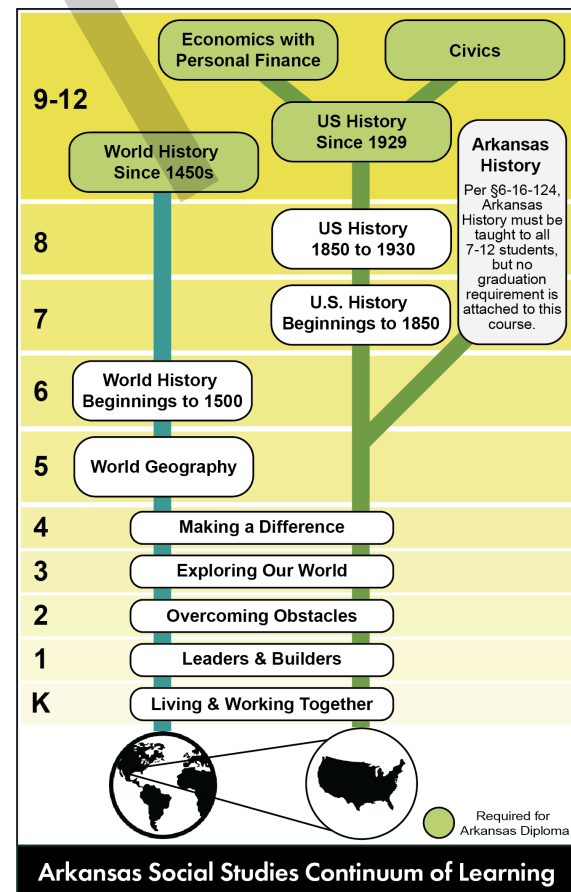 Economics with
Personal Finance
Civics
9-12
US History
Since 1929
World History
Since 1450s
Arkansas
History
Per §6-16-124,
Arkansas
History must be
taught to all
7-12 students,
but no
graduation
requirement is
attached to this
course.
8
US History
1850 to 1930
7
U.S. History
Beginnings to 1850
6
World History
Beginnings to 1500
5
World Geography
4
Making a Difference
3
Exploring Our World
2
Overcoming Obstacles
1
Leaders & Builders
K
Living & Working Together
Required for
Arkansas Diploma
Arkansas Social Studies Continuum of Learning